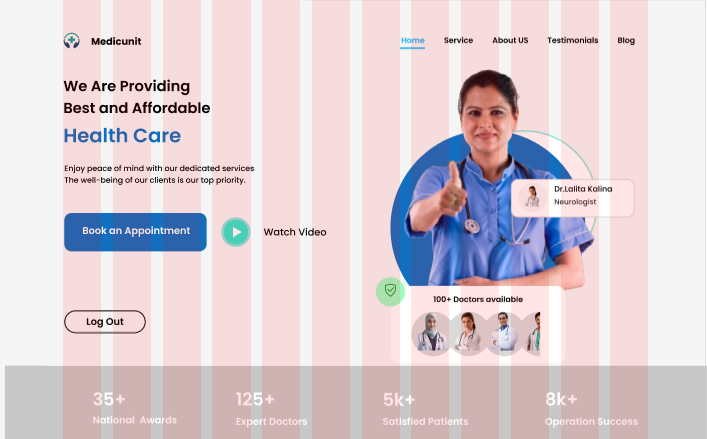 Medicunit
Home Service About US Testimonials Blog
We Are Providing
Best and Affordable
Health Care
Enjoy peace of mind with our dedicated services
The well-being of our clients is our top priority.
Book an Appointment
Watch Video
Log Out
Dr.Lalita Kalina
Neurologist
100+ Doctors available
35+
National Awards
125+
Expert Doctors
5k+
Satisfied Patients
8k+
Operation Success